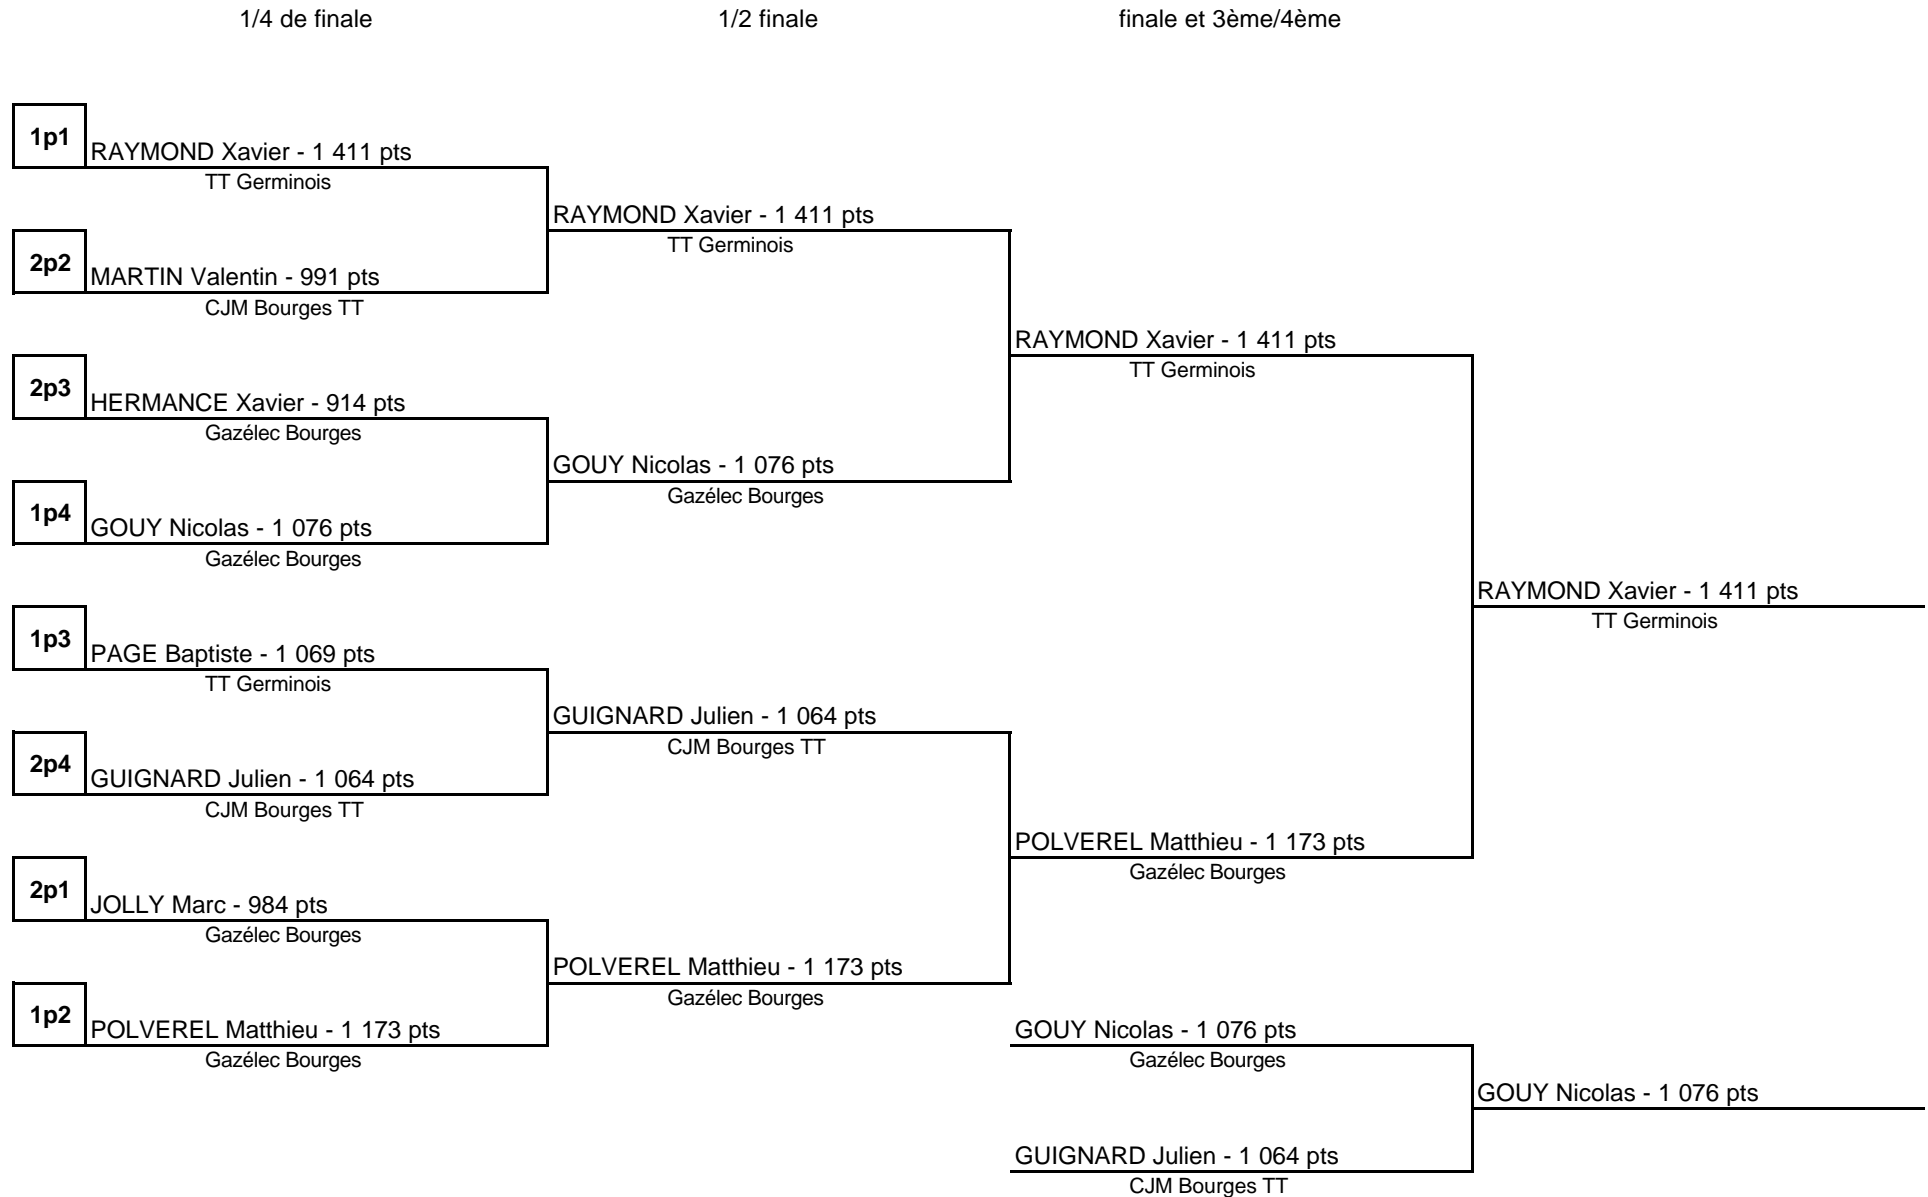 1/4 de finale
1/2 finale
finale et 3ème/4ème
1p1
RAYMOND Xavier - 1 411 pts
TT Germinois
2p2
MARTIN Valentin - 991 pts
CJM Bourges TT
2p3
HERMANCE Xavier - 914 pts
Gazélec Bourges
1p4
GOUY Nicolas - 1 076 pts
Gazélec Bourges
1p3
PAGE Baptiste - 1 069 pts
TT Germinois
2p4
GUIGNARD Julien - 1 064 pts
CJM Bourges TT
2p1
JOLLY Marc - 984 pts
Gazélec Bourges
1p2
POLVEREL Matthieu - 1 173 pts
Gazélec Bourges
RAYMOND Xavier - 1 411 pts
TT Germinois
GOUY Nicolas - 1 076 pts
Gazélec Bourges
GUIGNARD Julien - 1 064 pts
CJM Bourges TT
POLVEREL Matthieu - 1 173 pts
Gazélec Bourges
RAYMOND Xavier - 1 411 pts
TT Germinois
POLVEREL Matthieu - 1 173 pts
Gazélec Bourges
GOUY Nicolas - 1 076 pts
Gazélec Bourges
GUIGNARD Julien - 1 064 pts
CJM Bourges TT
RAYMOND Xavier - 1 411 pts
TT Germinois
GOUY Nicolas - 1 076 pts